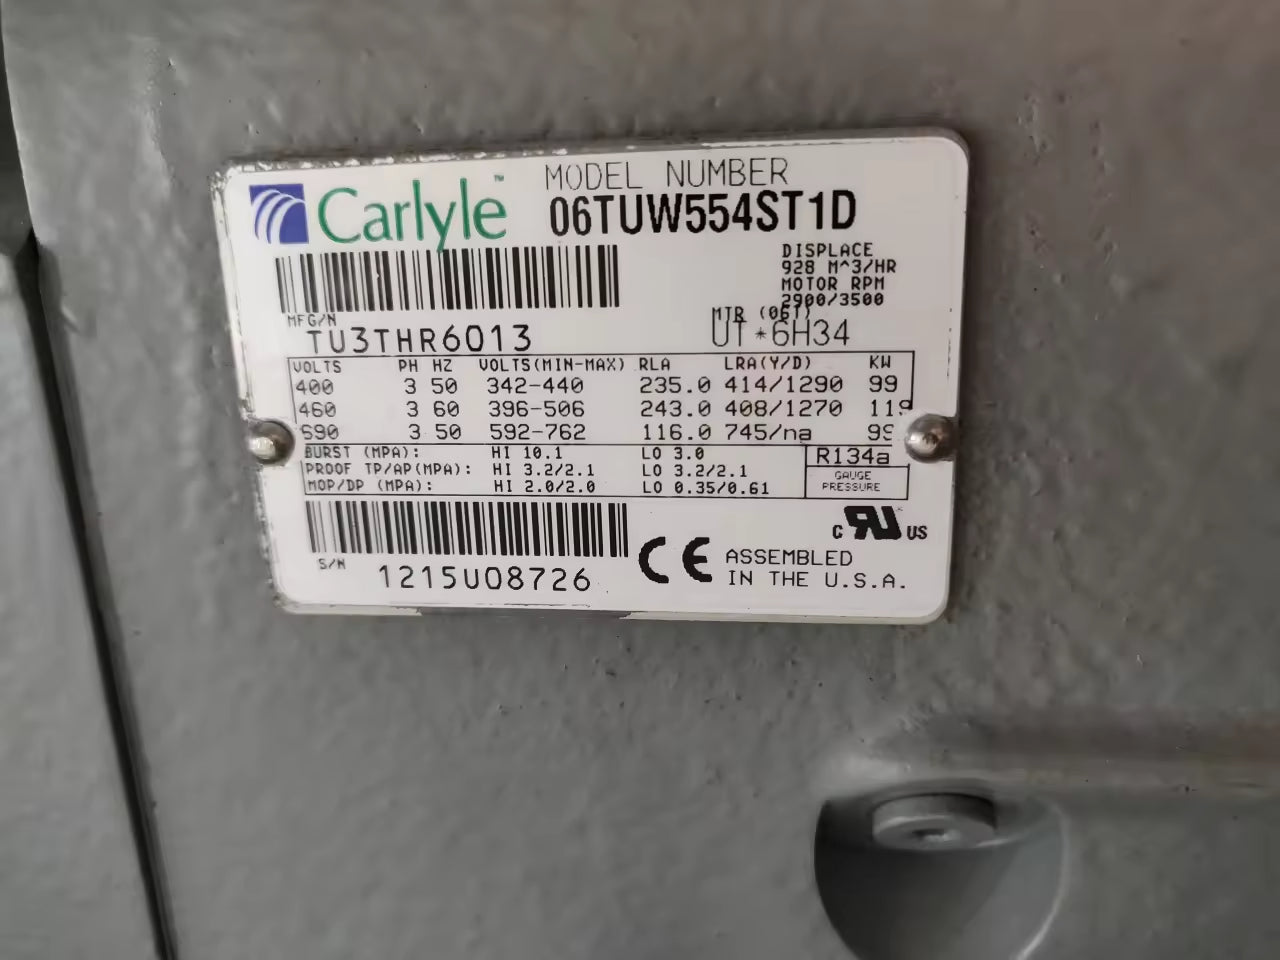 Carlyle™
MODEL NUMBER
06TUW554ST1D
DISPLACE
928 M^3/HR
MOTOR RPM
2900/3500
MFG/N
TU3THR6013
MTR (06T)
UT*6H34
VOLTS PH HZ VOLTS(MIN-MAX) RLA LRA(Y/D) KW
400 3 50 342-440 235.0 414/1290 99
460 3 60 396-506 243.0 408/1270 119
690 3 50 592-762 116.0 745/na 99
BURST (MPA): HI 10.1 LO 3.0
PROOF TP/AP(MPA): HI 3.2/2.1 LO 3.2/2.1
MOP/DP (MPA): HI 2.0/2.0 LO 0.35/0.61
R134a
GAUGE
PRESSURE
S/N
1215U08726
CE
ASSEMBLED
IN THE U.S.A.
c RU US